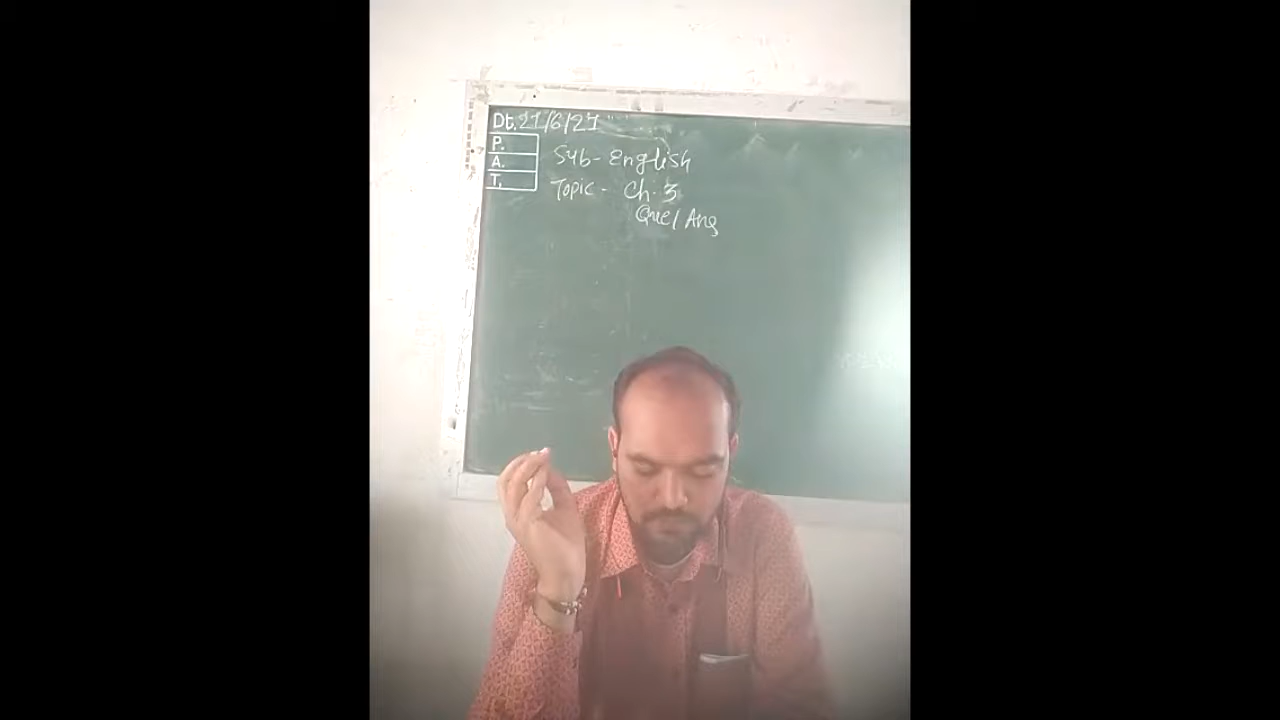 Dt. 21/6/21
P.
A.
T.
Sub- English
Topic - Ch. 3
Que/Ans